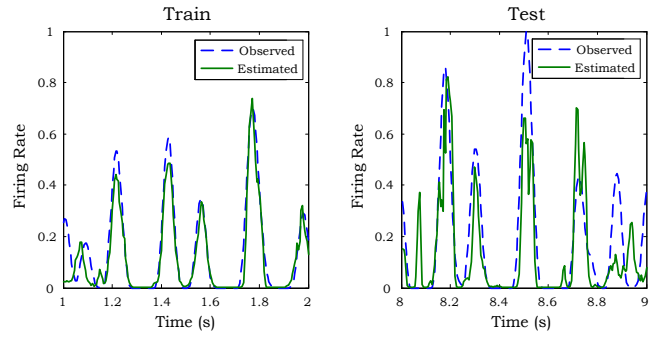 Train
Observed
Estimated
Firing Rate
1
0.8
0.6
0.4
0.2
0
1 1.2 1.4 1.6 1.8 2
Time (s)
Test
Observed
Estimated
Firing Rate
1
0.8
0.6
0.4
0.2
0
8 8.2 8.4 8.6 8.8 9
Time (s)